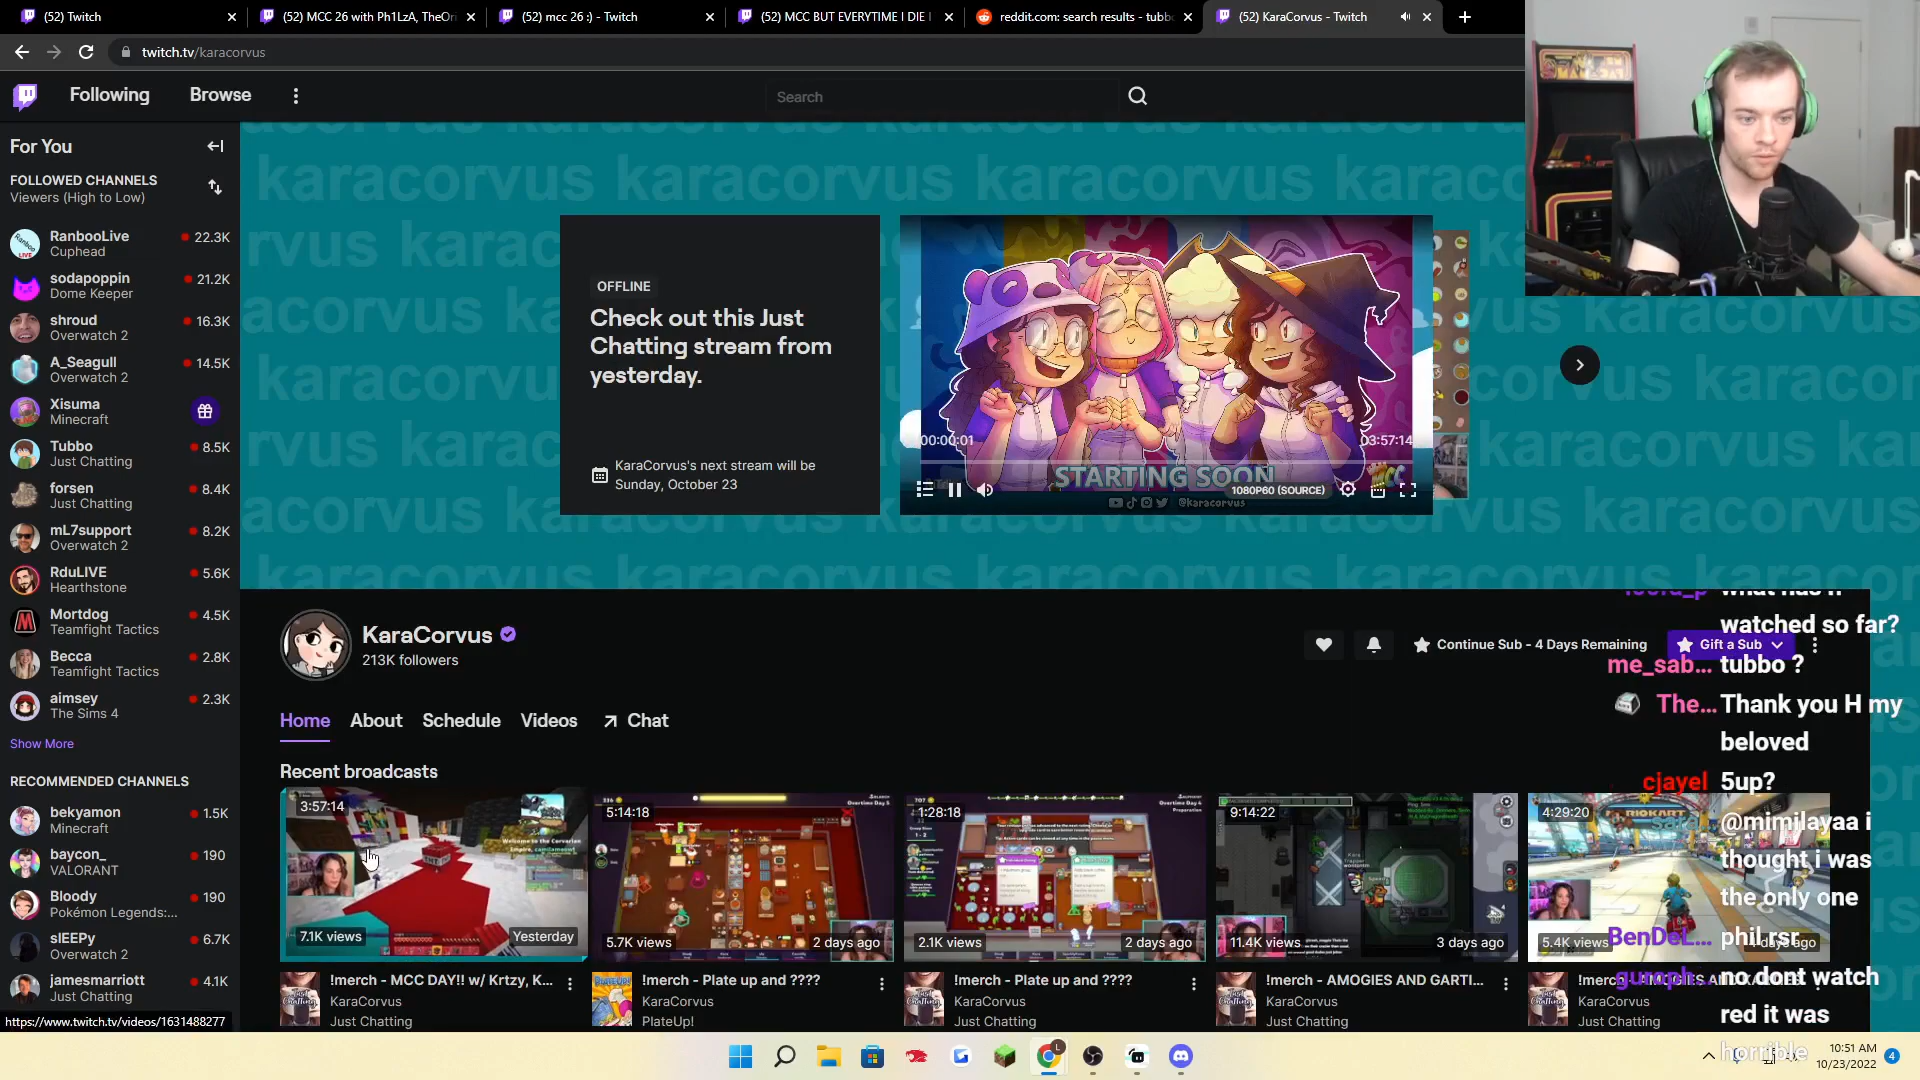 (52) Twitch
(52) MCC 26 with Ph1LzA, TheOri
(52) mcc 26 :) - Twitch
(52) MCC BUT EVERYTIME I DIE I
reddit.com: search results - tubb
(52) KaraCorvus - Twitch
twitch.tv/karacorvus
Following
Browse
Search
For You
FOLLOWED CHANNELS
Viewers (High to Low)
RanbooLive
22.3K
Cuphead
sodapoppin
21.2K
Dome Keeper
shroud
16.3K
Overwatch 2
A_Seagull
14.5K
Overwatch 2
Xisuma
Minecraft
Tubbo
8.5K
Just Chatting
forsen
8.4K
Just Chatting
mL7support
8.2K
Overwatch 2
RduLIVE
5.6K
Hearthstone
Mortdog
4.5K
Teamfight Tactics
Becca
2.8K
Teamfight Tactics
aimsey
2.3K
The Sims 4
Show More
RECOMMENDED CHANNELS
bekyamon
1.5K
Minecraft
baycon_
190
VALORANT
Bloody
190
Pokémon Legends:...
slEEPy
6.7K
Overwatch 2
jamesmarriott
4.1K
Just Chatting
https://www.twitch.tv/videos/1631488277
karacorvus karacorvus karacorvus karacorvus
OFFLINE
Check out this Just
Chatting stream from
yesterday.
KaraCorvus's next stream will be
Sunday, October 23
00:00:01
03:57:14
STARTING SOON
1080P60 (SOURCE)
@karacorvus
KaraCorvus
213K followers
Continue Sub - 4 Days Remaining
Gift a Sub
Home
About
Schedule
Videos
Chat
Recent broadcasts
3:57:14
7.1K views
Yesterday
!merch - MCC DAY!! w/ Krtzy, K...
KaraCorvus
Just Chatting
5:14:18
5.7K views
2 days ago
!merch - Plate up and ????
KaraCorvus
PlateUp!
1:28:18
2.1K views
2 days ago
!merch - Plate up and ????
KaraCorvus
Just Chatting
9:14:22
11.4K views
3 days ago
!merch - AMOGIES AND GARTI...
KaraCorvus
Just Chatting
4:29:20
5.4K views
days ago
KaraCorvus
Just Chatting
watched so far?
me_sab... tubbo ?
The... Thank you H my
beloved
cjayel 5up?
@mimjlayaa i
thought i was
the only one
BenDeL... phil rsr
guroph... no dont watch
red it was
horrible
10:51 AM
10/23/2022
4